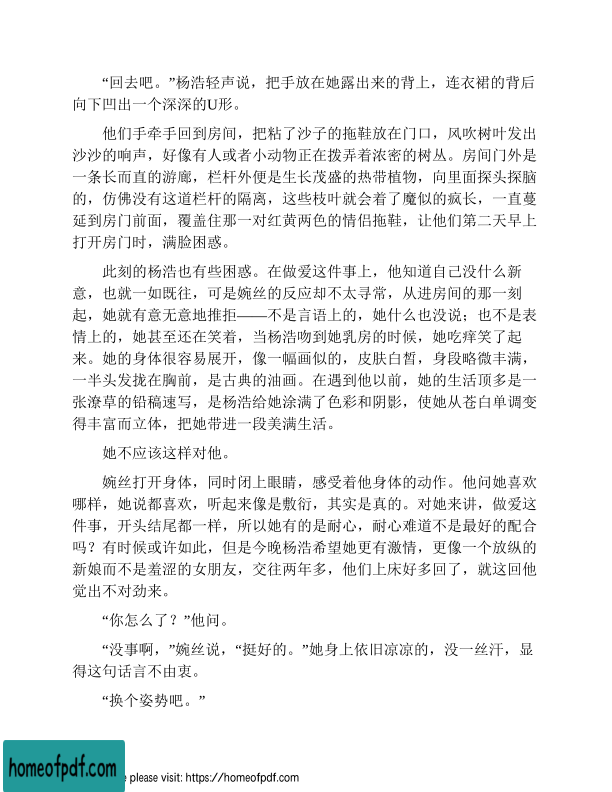 “回去吧。”杨浩轻声说，把手放在她露出来的背上，连衣裙的背后
向下凹出一个深深的U形。
他们手牵手回到房间，把粘了沙子的拖鞋放在门口，风吹树叶发出
沙沙的响声，好像有人或者小动物正在拨弄着浓密的树丛。房间门外是
一条长而直的游廊，栏杆外便是生长茂盛的热带植物，向里面探头探脑
的，仿佛没有这道栏杆的隔离，这些枝叶就会着了魔似的疯长，一直蔓
延到房门前面，覆盖住那一对红黄两色的情侣拖鞋，让他们第二天早上
打开房门时，满脸困惑。
此刻的杨浩也有些困惑。在做爱这件事上，他知道自己没什么新
意，也就一如既往，可是婉丝的反应却不太寻常，从进房间的那一刻
起，她就有意无意地推拒——不是言语上的，她什么也没说；也不是表
情上的，她甚至还在笑着，当杨浩吻到她乳房的时候，她吃痒笑了起
来。她的身体很容易展开，像一幅画似的，皮肤白皙，身段略微丰满，
一半头发拢在胸前，是古典的油画。在遇到他以前，她的生活顶多是一
张潦草的铅稿速写，是杨浩给她涂满了色彩和阴影，使她从苍白单调变
得丰富而立体，把她带进一段美满生活。
她不应该这样对他。
婉丝打开身体，同时闭上眼睛，感受着他身体的动作。他问她喜欢
哪样，她说都喜欢，听起来像是敷衍，其实是真的。对她来讲，做爱这
件事，开头结尾都一样，所以她有的是耐心，耐心难道不是最好的配合
吗？有时候或许如此，但是今晚杨浩希望她更有激情，更像一个放纵的
新娘而不是羞涩的女朋友，交往两年多，他们上床好多回了，就这回他
觉出不对劲来。
“你怎么了？”他问。
“没事啊，”婉丝说，“挺好的。”她身上依旧凉凉的，没一丝汗，显
得这句话言不由衷。
“换个姿势吧。”
homeofpdf.com
e please visit: https://homeofpdf.com